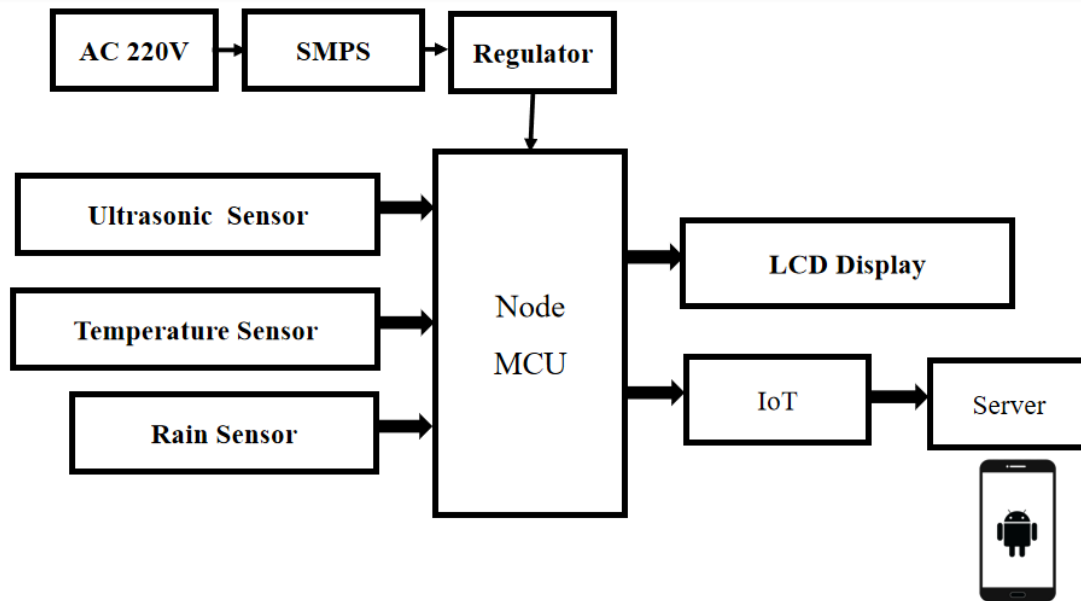 AC 220V
SMPS
Regulator
Ultrasonic Sensor
Temperature Sensor
Rain Sensor
Node
MCU
LCD Display
IoT
Server